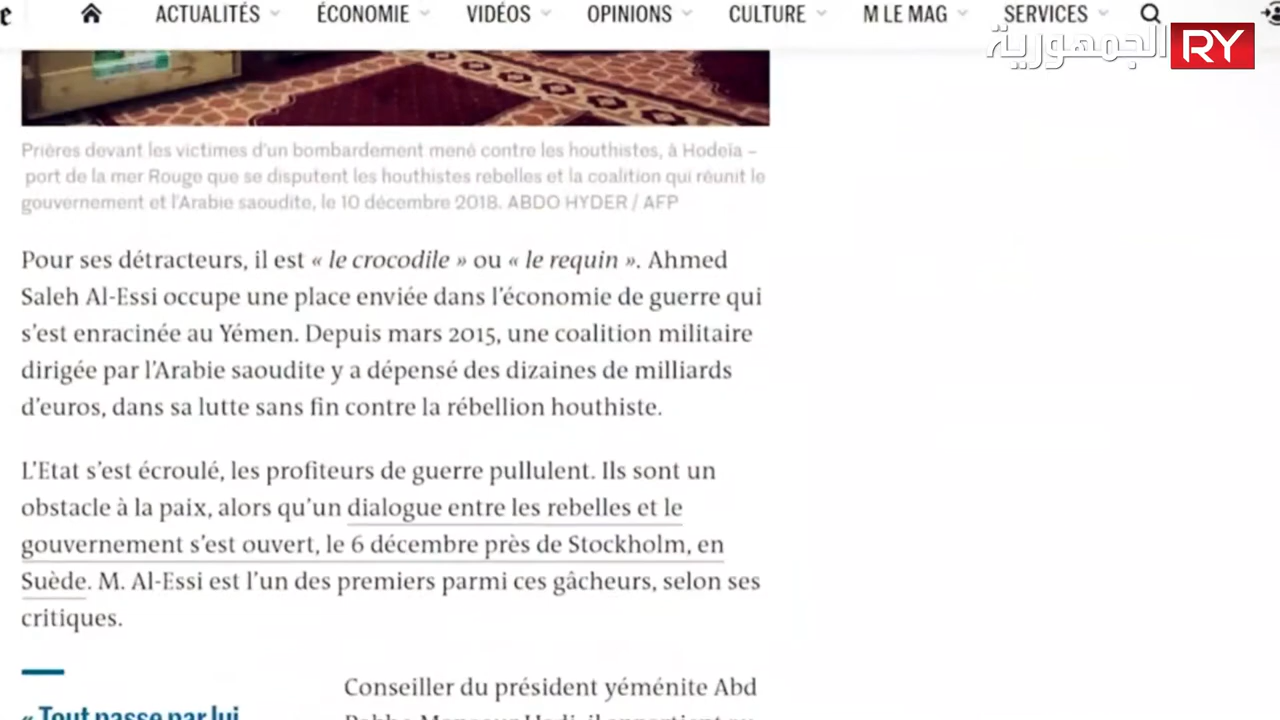 ACTUALITÉS ÉCONOMIE VIDÉOS OPINIONS CULTURE M LE MAG SERVICES
الجمهورية RY
Prières devant les victimes d'un bombardement mené contre les houthistes, à Hodeïa –
port de la mer Rouge que se disputent les houthistes rebelles et la coalition qui réunit le
gouvernement et l'Arabie saoudite, le 10 décembre 2018. ABDO HYDER / AFP
Pour ses détracteurs, il est « le crocodile » ou « le requin ». Ahmed
Saleh Al-Essi occupe une place enviée dans l'économie de guerre qui
s'est enracinée au Yémen. Depuis mars 2015, une coalition militaire
dirigée par l'Arabie saoudite y a dépensé des dizaines de milliards
d'euros, dans sa lutte sans fin contre la rébellion houthiste.
L'Etat s'est écroulé, les profiteurs de guerre pullulent. Ils sont un
obstacle à la paix, alors qu'un dialogue entre les rebelles et le
gouvernement s'est ouvert, le 6 décembre près de Stockholm, en
Suède. M. Al-Essi est l'un des premiers parmi ces gâcheurs, selon ses
critiques.
Conseiller du président yéménite Abd
« Tout passe par lui